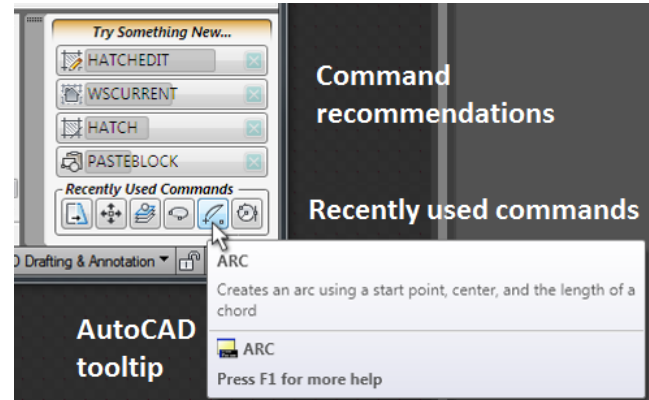 Try Something New...
HATCHEDIT
WSCURRENT
HATCH
PASTEBLOCK
Recently Used Commands
Command
recommendations
Recently used commands
Drafting & Annotation
ARC
Creates an arc using a start point, center, and the length of a
chord
ARC
Press F1 for more help
AutoCAD
tooltip